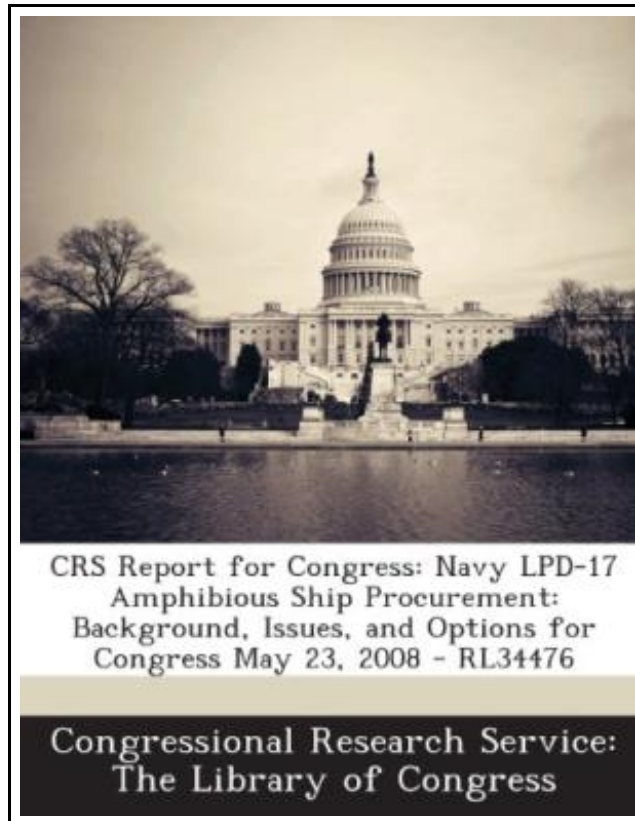 CRS Report for Congress: Navy LPD-17
Amphibious Ship Procurement:
Background, Issues, and Options for
Congress May 23, 2008 - RL34476
Congressional Research Service:
The Library of Congress